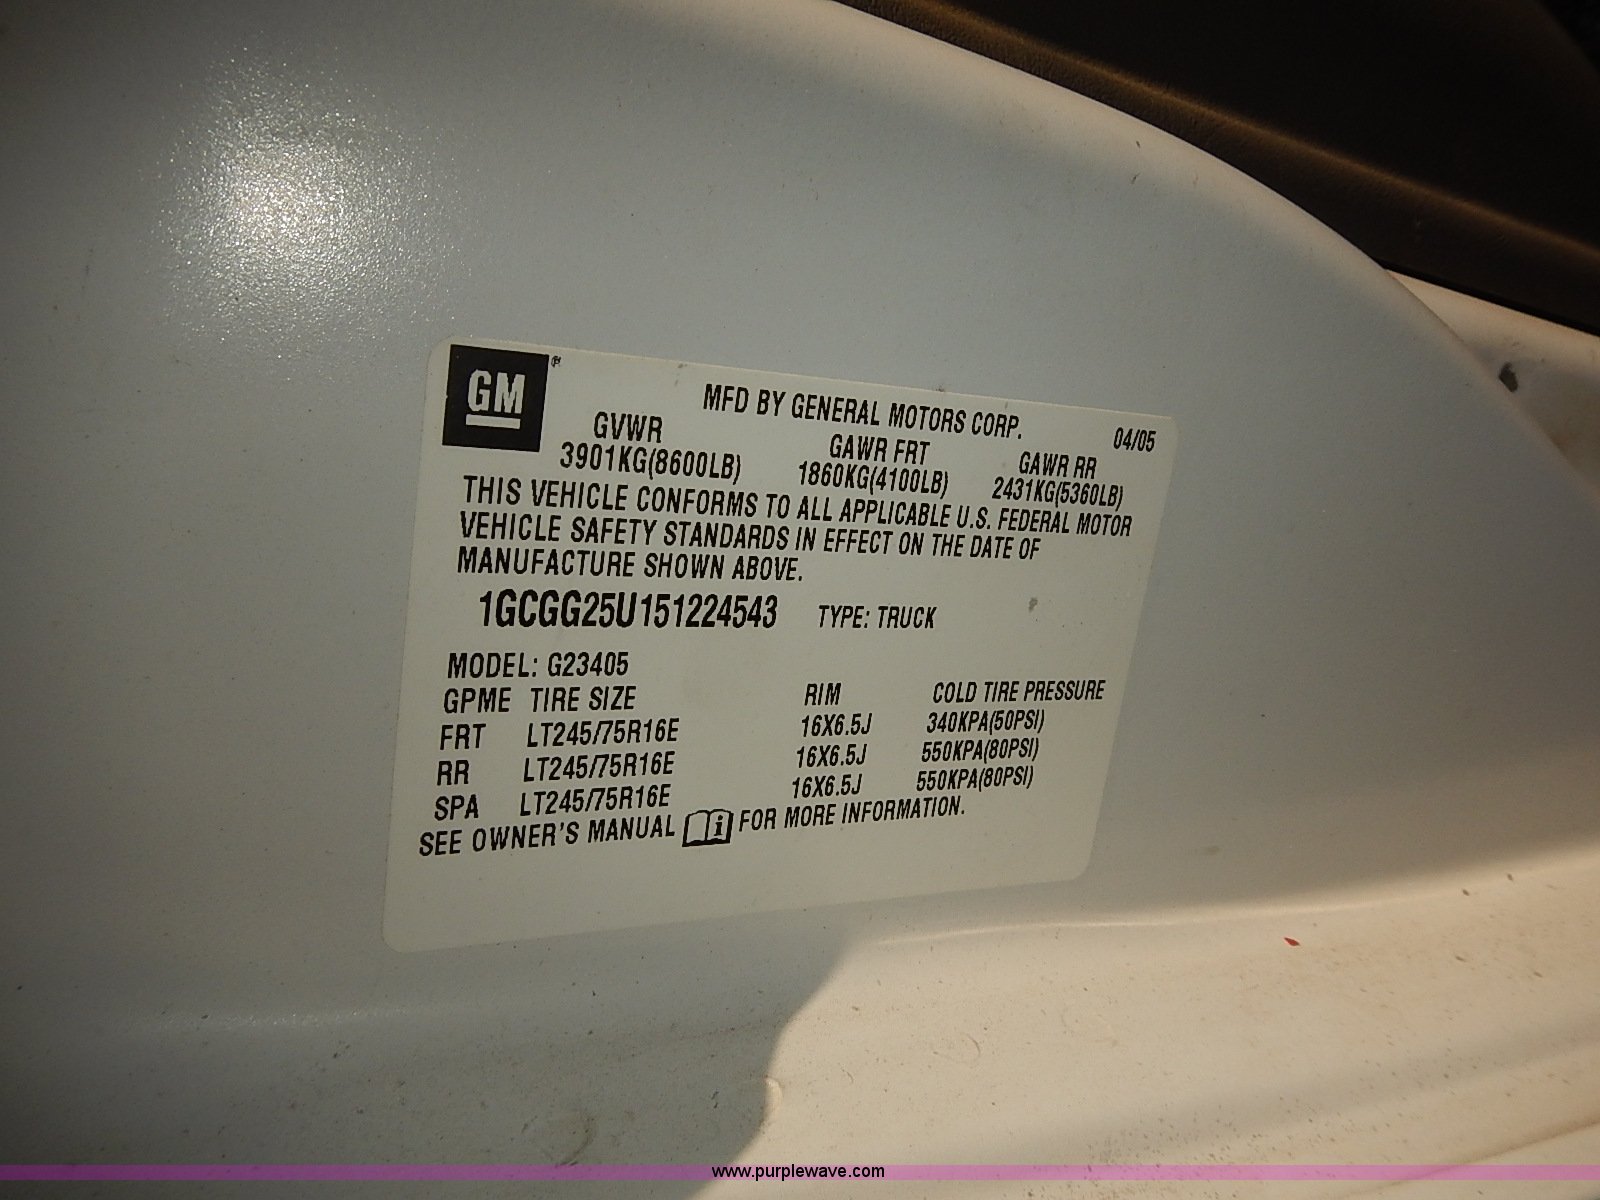 GM
MFD BY GENERAL MOTORS CORP. 04/05
GVWR GAWR FRT GAWR RR
3901KG(8600LB) 1860KG(4100LB) 2431KG(5360LB)
THIS VEHICLE CONFORMS TO ALL APPLICABLE U.S. FEDERAL MOTOR
VEHICLE SAFETY STANDARDS IN EFFECT ON THE DATE OF
MANUFACTURE SHOWN ABOVE.
1GCGG25U151224543 TYPE: TRUCK
MODEL: G23405
GPME TIRE SIZE RIM COLD TIRE PRESSURE
FRT LT245/75R16E 16X6.5J 340KPA(50PSI)
RR LT245/75R16E 16X6.5J 550KPA(80PSI)
SPA LT245/75R16E 16X6.5J 550KPA(80PSI)
SEE OWNER'S MANUAL FOR MORE INFORMATION.
www.purplewave.com